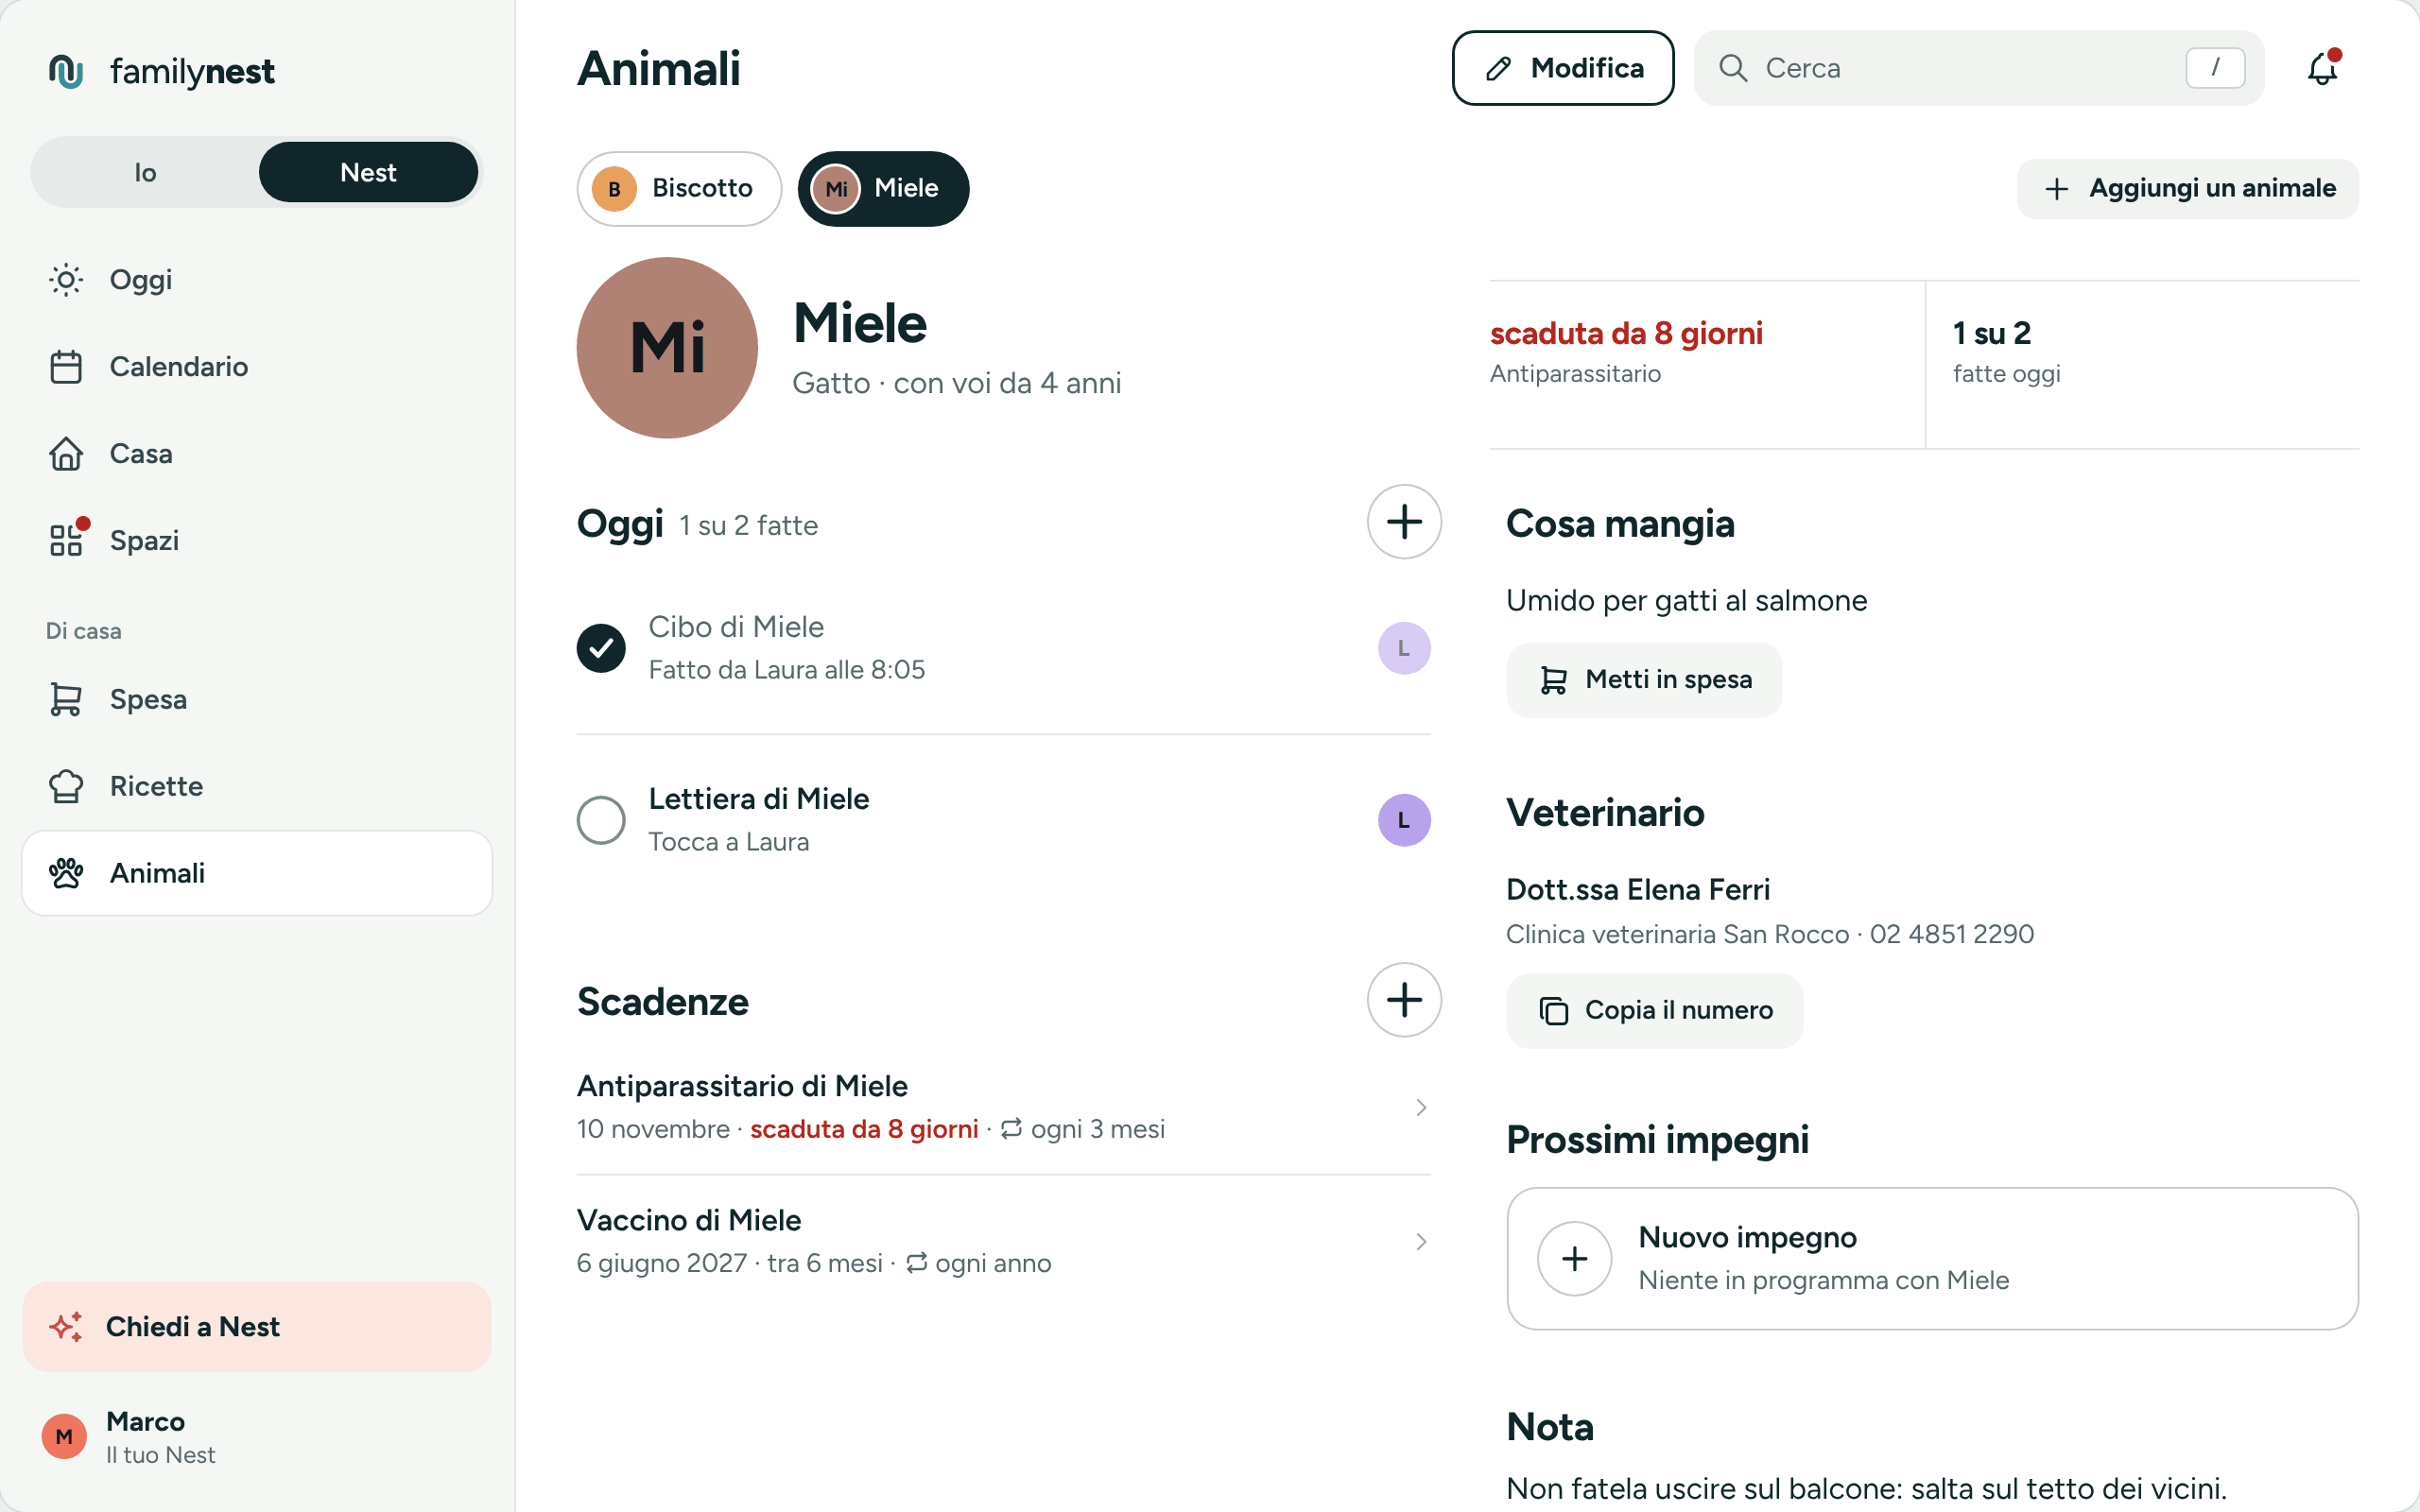 familynest
Io
Nest
Oggi
Calendario
Casa
Spazi
Di casa
Spesa
Ricette
Animali
Chiedi a Nest
M
Marco
Il tuo Nest
Animali
Modifica
Cerca
/
B
Biscotto
Mi
Miele
Aggiungi un animale
Mi
Miele
Gatto · con voi da 4 anni
scaduta da 8 giorni
Antiparassitario
1 su 2
fatte oggi
Oggi 1 su 2 fatte
Cibo di Miele
Fatto da Laura alle 8:05
L
Lettiera di Miele
Tocca a Laura
L
Scadenze
Antiparassitario di Miele
10 novembre · scaduta da 8 giorni · ogni 3 mesi
Vaccino di Miele
6 giugno 2027 · tra 6 mesi · ogni anno
Cosa mangia
Umido per gatti al salmone
Metti in spesa
Veterinario
Dott.ssa Elena Ferri
Clinica veterinaria San Rocco · 02 4851 2290
Copia il numero
Prossimi impegni
Nuovo impegno
Niente in programma con Miele
Nota
Non fatela uscire sul balcone: salta sul tetto dei vicini.